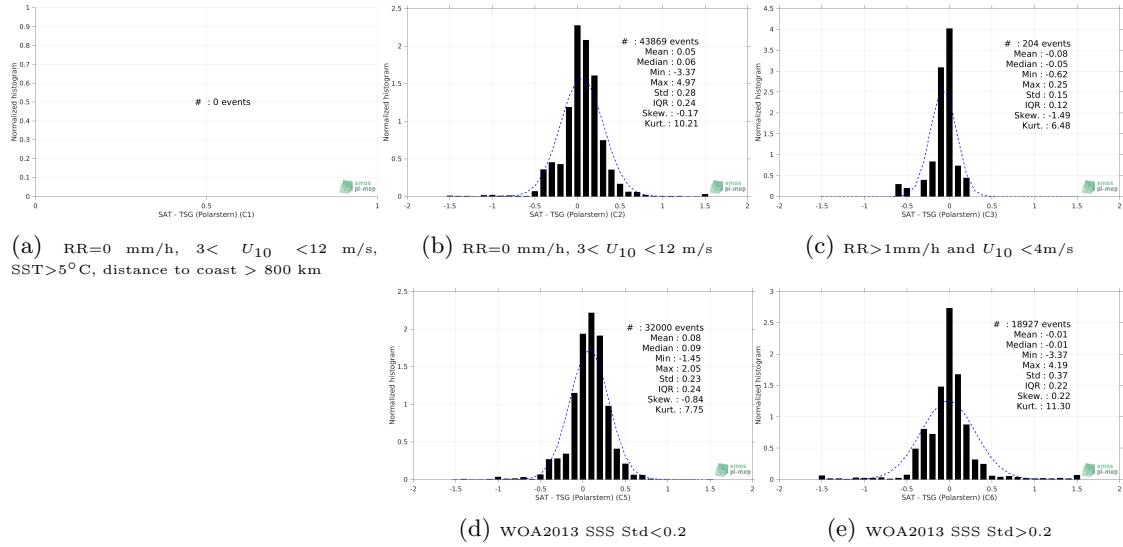 1
0.9
0.8
0.7
0.6
0.5
0.4
0.3
0.2
0.1
0
Normalized histogram
# : 0 events
smos
pi-mep
0 0.5 1
SAT - TSG (Polarstern) (C1)
(a) RR=0 mm/h, 3< U10 <12 m/s,
SST>5°C, distance to coast > 800 km
2.5
2
1.5
1
0.5
0
Normalized histogram
# : 43869 events
Mean : 0.05
Median : 0.06
Min : -3.37
Max : 4.97
Std : 0.28
IQR : 0.24
Skew. : -0.17
Kurt. : 10.21
smos
pi-mep
-2 -1.5 -1 -0.5 0 0.5 1 1.5 2
SAT - TSG (Polarstern) (C2)
(b) RR=0 mm/h, 3< U10 <12 m/s
4.5
4
3.5
3
2.5
2
1.5
1
0.5
0
Normalized histogram
# : 204 events
Mean : -0.08
Median : -0.05
Min : -0.62
Max : 0.25
Std : 0.15
IQR : 0.12
Skew. : -1.49
Kurt. : 6.48
smos
pi-mep
-2 -1.5 -1 -0.5 0 0.5 1 1.5 2
SAT - TSG (Polarstern) (C3)
(c) RR>1mm/h and U10 <4m/s
2.5
2
1.5
1
0.5
0
Normalized histogram
# : 32000 events
Mean : 0.08
Median : 0.09
Min : -1.45
Max : 2.05
Std : 0.23
IQR : 0.24
Skew. : -0.84
Kurt. : 7.75
smos
pi-mep
-2 -1.5 -1 -0.5 0 0.5 1 1.5 2
SAT - TSG (Polarstern) (C5)
(d) WOA2013 SSS Std<0.2
3
2.5
2
1.5
1
0.5
0
Normalized histogram
# : 18927 events
Mean : -0.01
Median : -0.01
Min : -3.37
Max : 4.19
Std : 0.37
IQR : 0.22
Skew. : 0.22
Kurt. : 11.30
smos
pi-mep
-2 -1.5 -1 -0.5 0 0.5 1 1.5 2
SAT - TSG (Polarstern) (C6)
(e) WOA2013 SSS Std>0.2